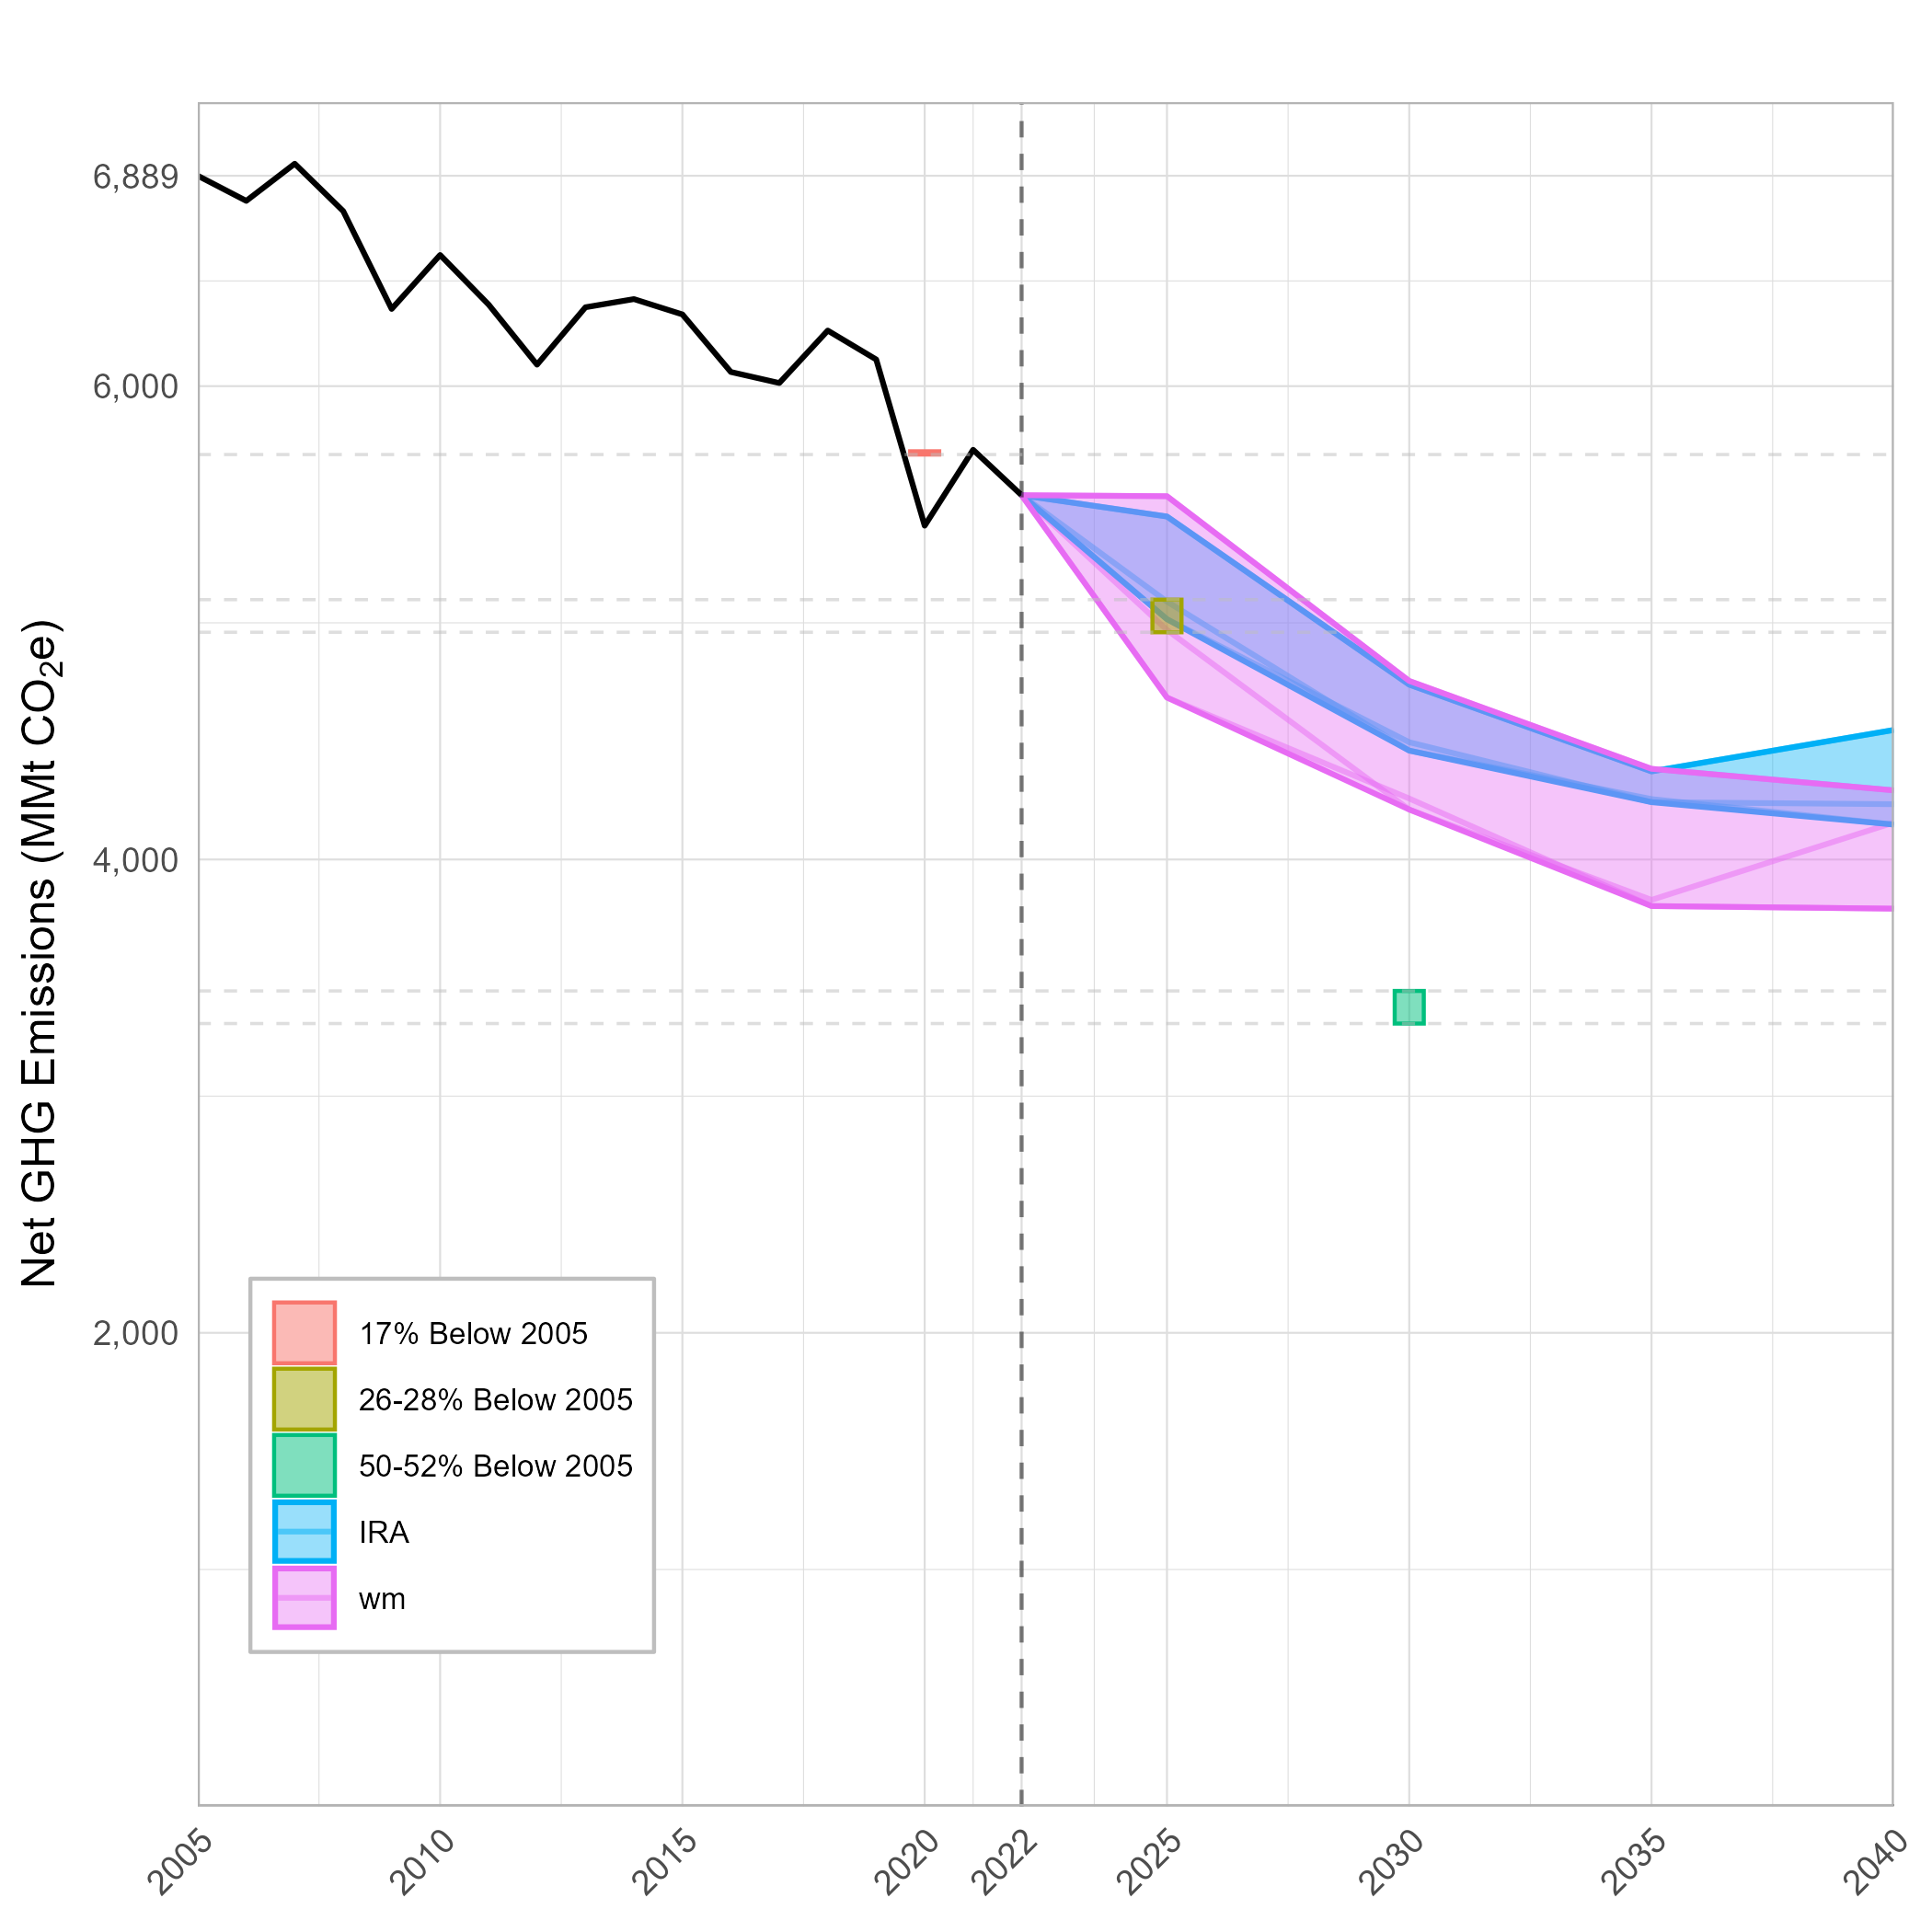 6,889
6,000
4,000
2,000
Net GHG Emissions (MMt CO₂e)
17% Below 2005
26-28% Below 2005
50-52% Below 2005
IRA
wm
2005
2010
2015
2020
2022
2025
2030
2035
2040